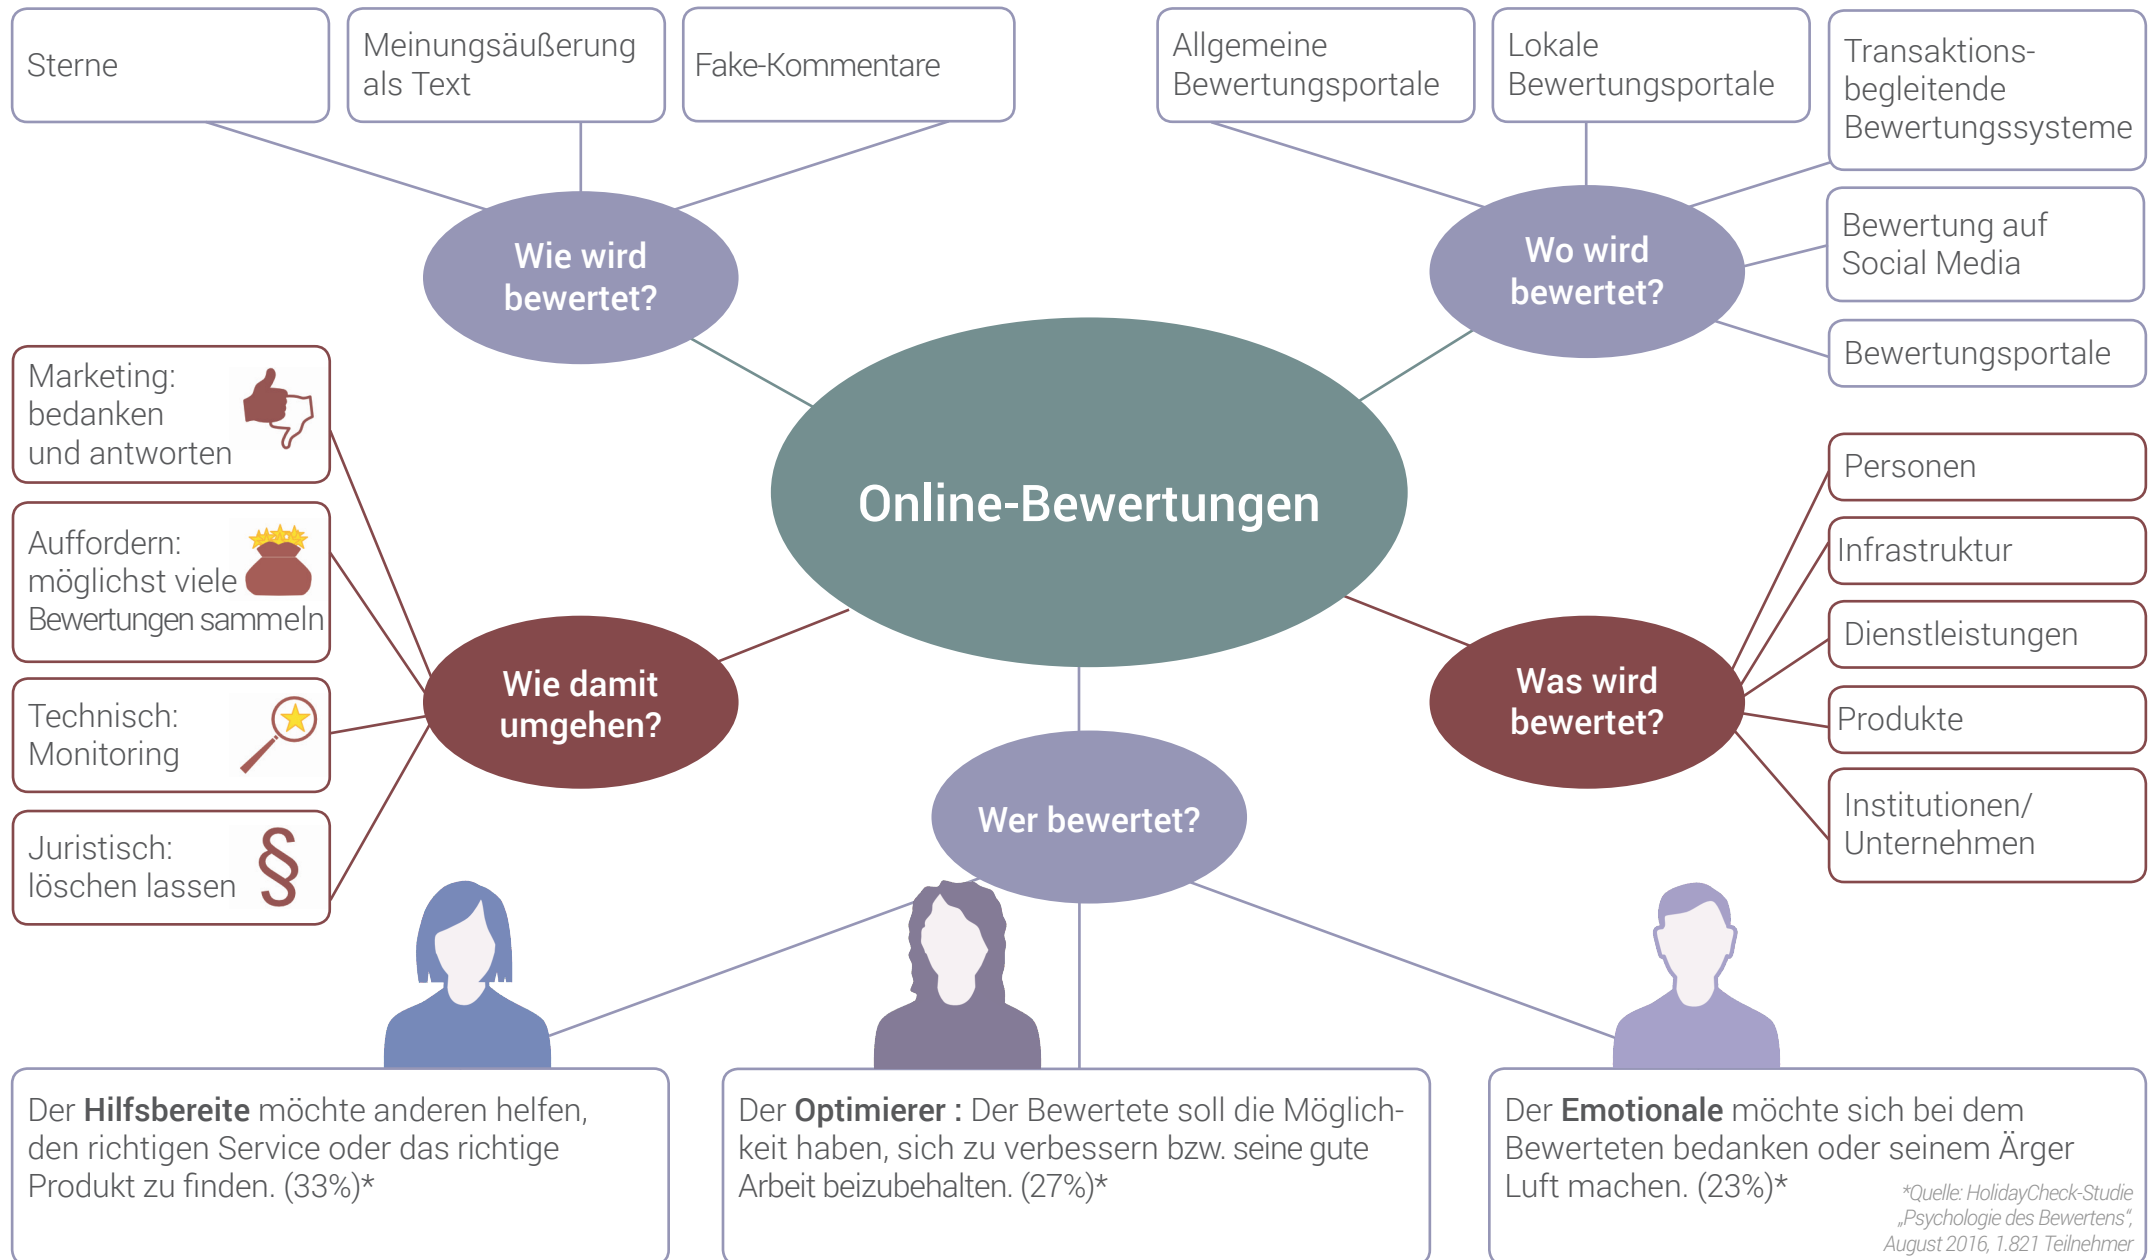 Sterne
Meinungsäußerung
als Text
Fake-Kommentare
Allgemeine
Bewertungsportale
Lokale
Bewertungsportale
Transaktions-
begleitende
Bewertungssysteme
Wie wird
bewertet?
Wo wird
bewertet?
Bewertung auf
Social Media
Bewertungsportale
Marketing:
bedanken
und antworten
Auffordern:
möglichst viele
Bewertungen sammeln
Technisch:
Monitoring
Juristisch:
löschen lassen
§
Online-Bewertungen
Wie damit
umgehen?
Was wird
bewertet?
Personen
Infrastruktur
Dienstleistungen
Produkte
Institutionen/
Unternehmen
Wer bewertet?
Der Hilfsbereite möchte anderen helfen,
den richtigen Service oder das richtige
Produkt zu finden. (33%)*
Der Optimierer : Der Bewertete soll die Möglich-
keit haben, sich zu verbessern bzw. seine gute
Arbeit beizubehalten. (27%)*
Der Emotionale möchte sich bei dem
Bewerteten bedanken oder seinem Ärger
Luft machen. (23%)*
*Quelle: HolidayCheck-Studie
„Psychologie des Bewertens“,
August 2016, 1.821 Teilnehmer